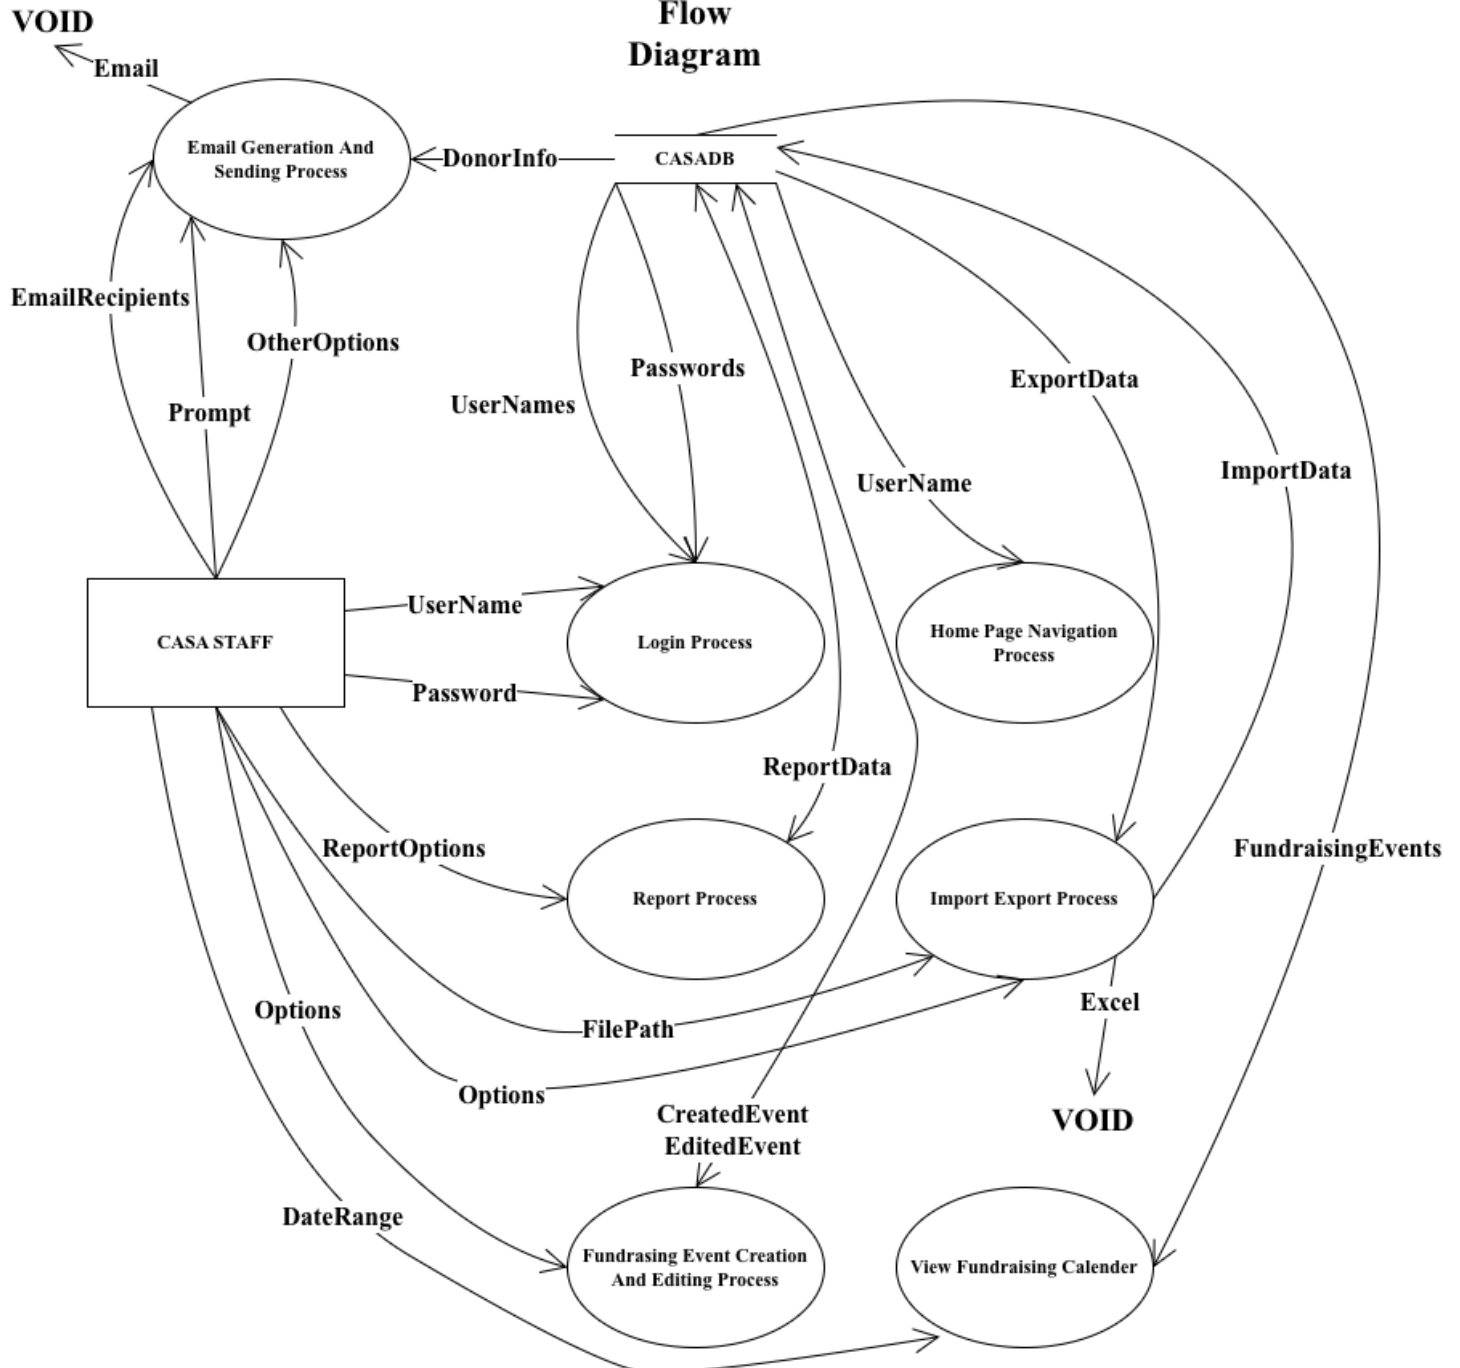 VOID
Flow
Diagram
Email
Email Generation And
Sending Process
DonorInfo
CASADB
EmailRecipients
OtherOptions
Passwords
ExportData
UserNames
Prompt
ImportData
UserName
UserName
CASA STAFF
Login Process
Home Page Navigation
Process
Password
ReportData
ReportOptions
FundraisingEvents
Report Process
Import Export Process
Options
Excel
FilePath
Options
CreatedEvent
EditedEvent
VOID
DateRange
Fundrasing Event Creation
And Editing Process
View Fundraising Calender